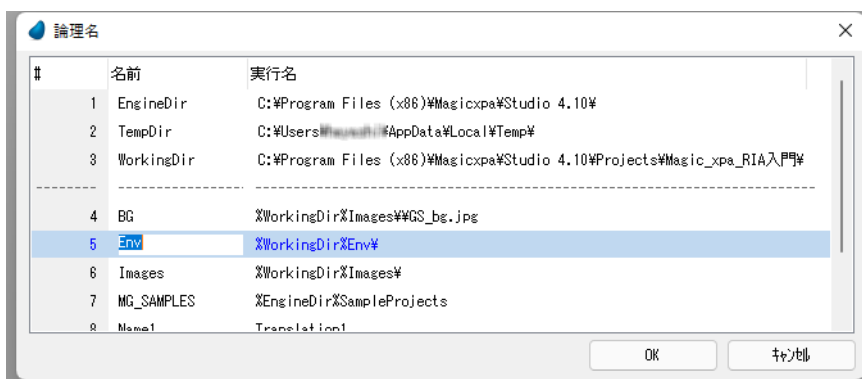 論理名
# 名前 実行名
1 EngineDir C:¥Program Files (x86)¥Magicxpa¥Studio 4.10¥
2 TempDir C:¥Users¥ ¥AppData¥Local¥Temp¥
3 WorkingDir C:¥Program Files (x86)¥Magicxpa¥Studio 4.10¥Projects¥Magic_xpa_RIA入門¥
4 BG %WorkingDir%Images¥¥GS_bg.jpg
5 Env %WorkingDir%Env¥
6 Images %WorkingDir%Images¥
7 MG_SAMPLES %EngineDir%SampleProjects
8 Name1 Translation1
OK キャンセル